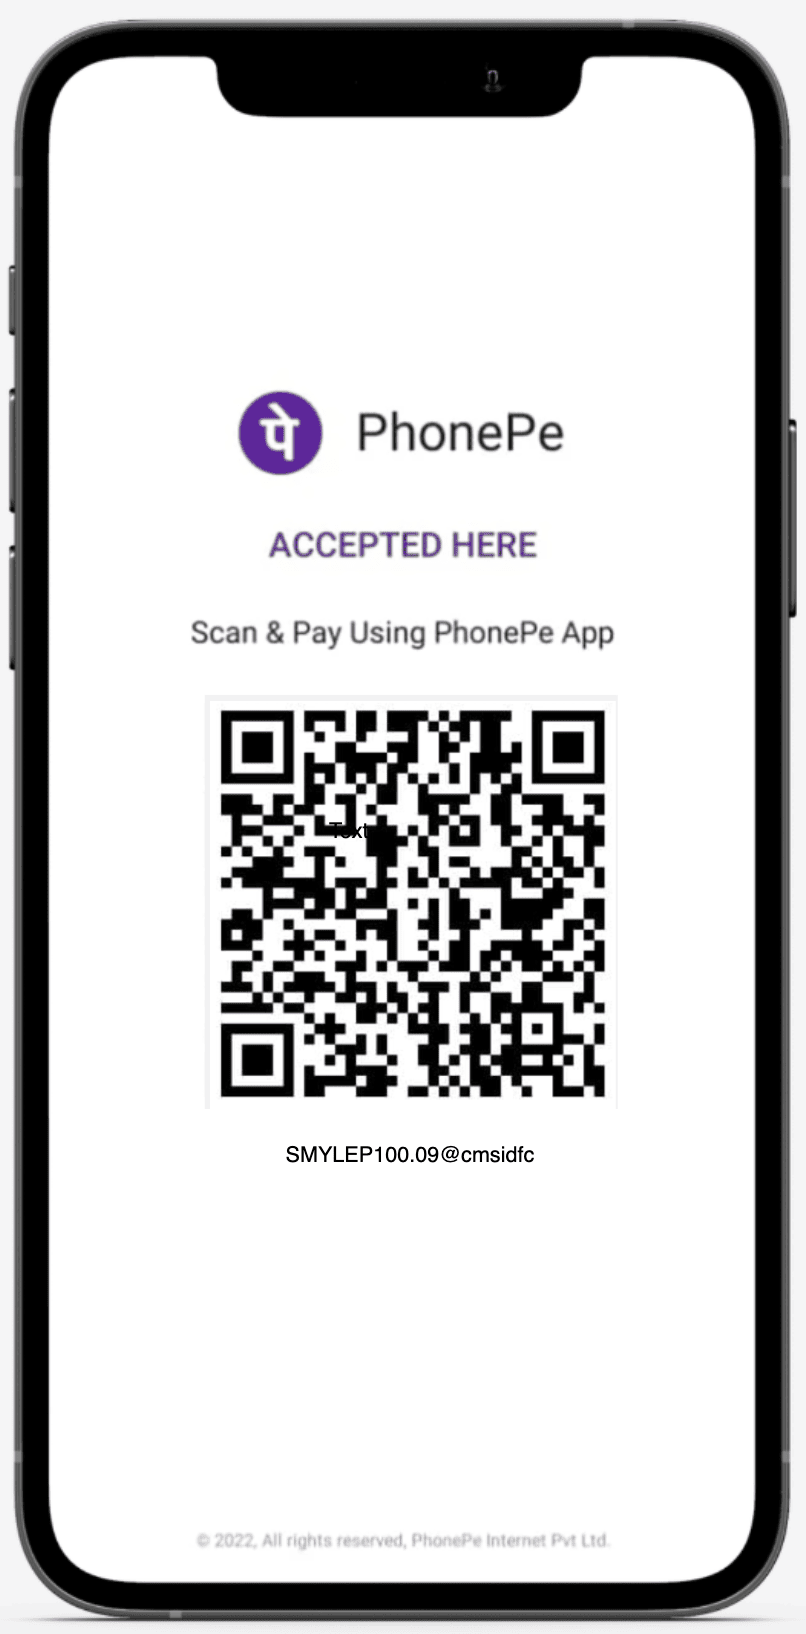 पे PhonePe
ACCEPTED HERE
Scan & Pay Using PhonePe App
Text
SMYLEP100.09@cmsidfc
© 2022, All rights reserved, PhonePe Internet Pvt Ltd.